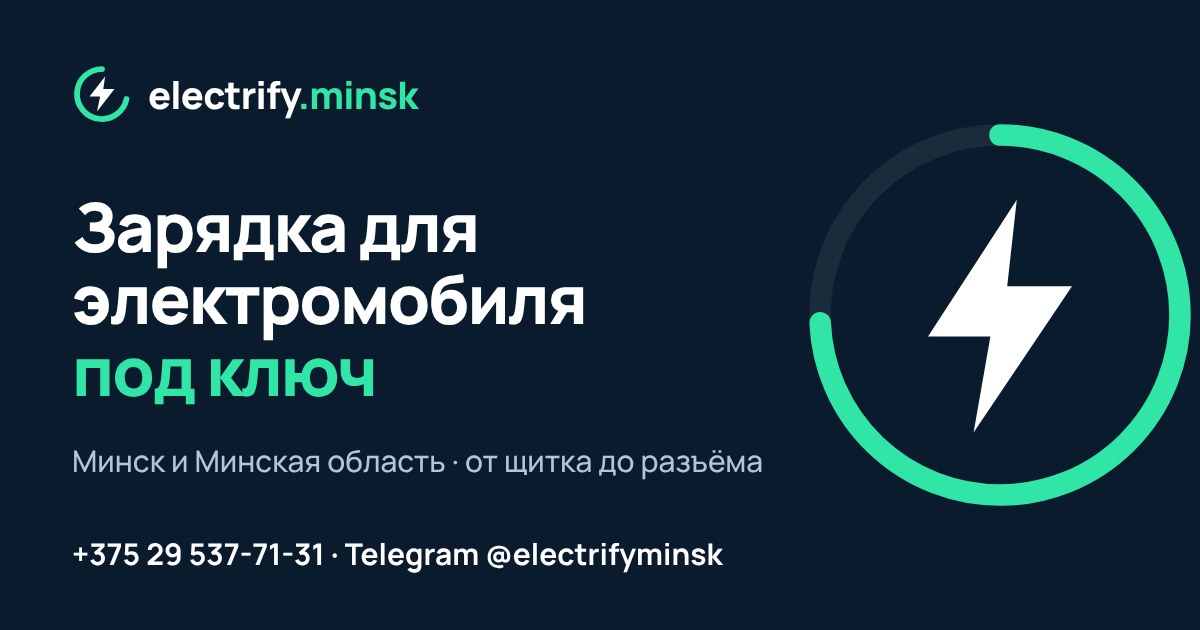 electrify.minsk
Зарядка для
электромобиля
под ключ
Минск и Минская область · от щитка до разъёма
+375 29 537-71-31 · Telegram @electrifyminsk